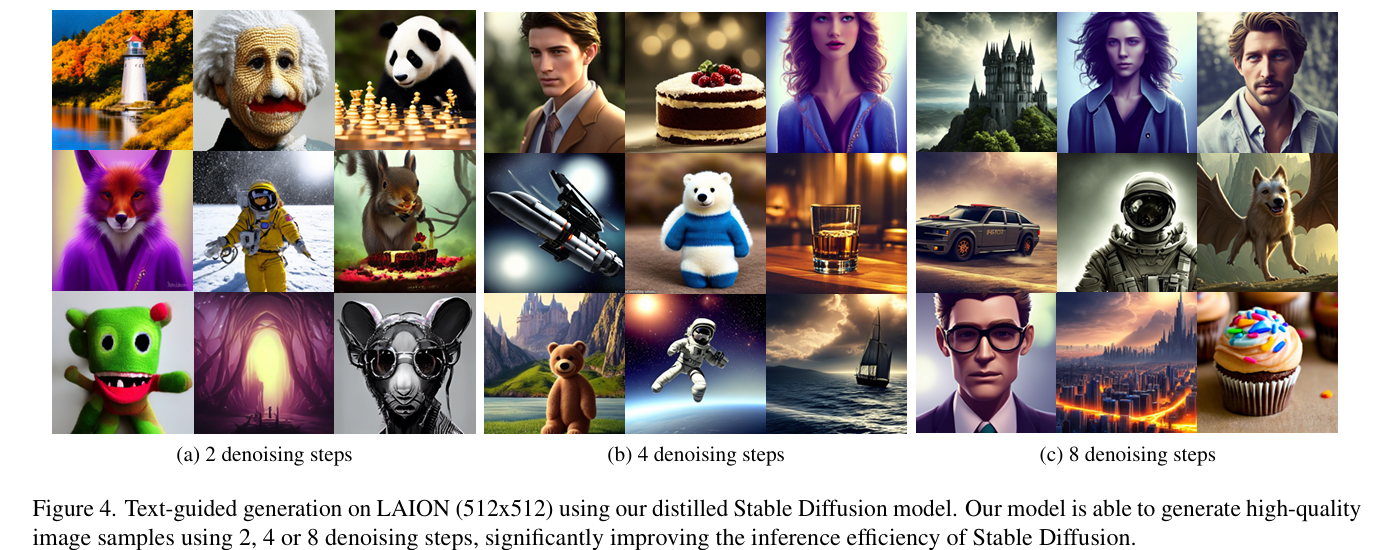 (a) 2 denoising steps
(b) 4 denoising steps
(c) 8 denoising steps
Figure 4. Text-guided generation on LAION (512x512) using our distilled Stable Diffusion model. Our model is able to generate high-quality
image samples using 2, 4 or 8 denoising steps, significantly improving the inference efficiency of Stable Diffusion.